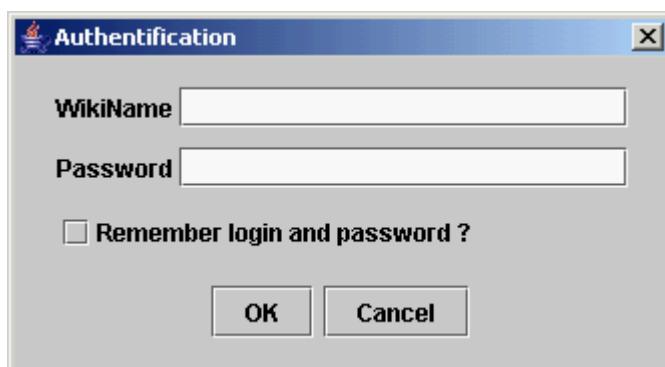 Authentification
WikiName
Password
Remember login and password ?
OK Cancel